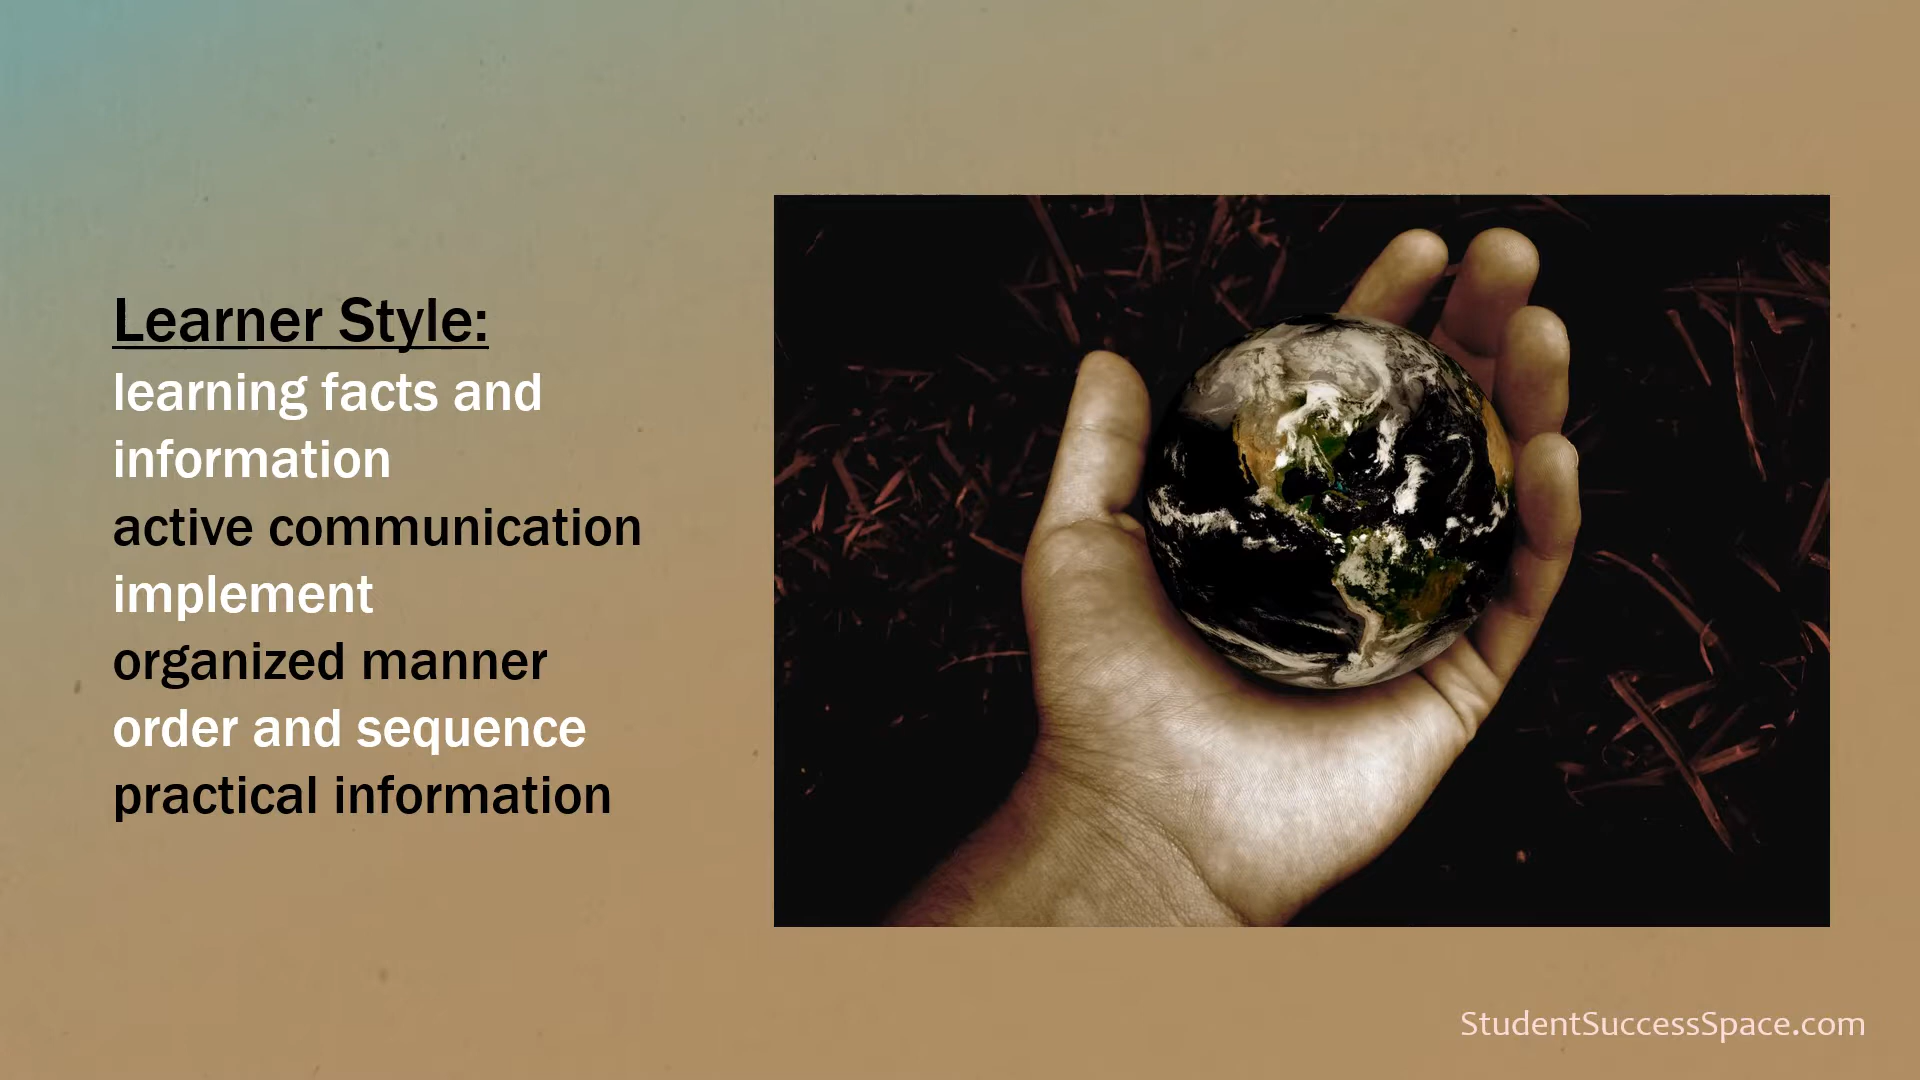 Learner Style:
learning facts and
information
active communication
implement
organized manner
order and sequence
practical information
StudentSuccessSpace.com